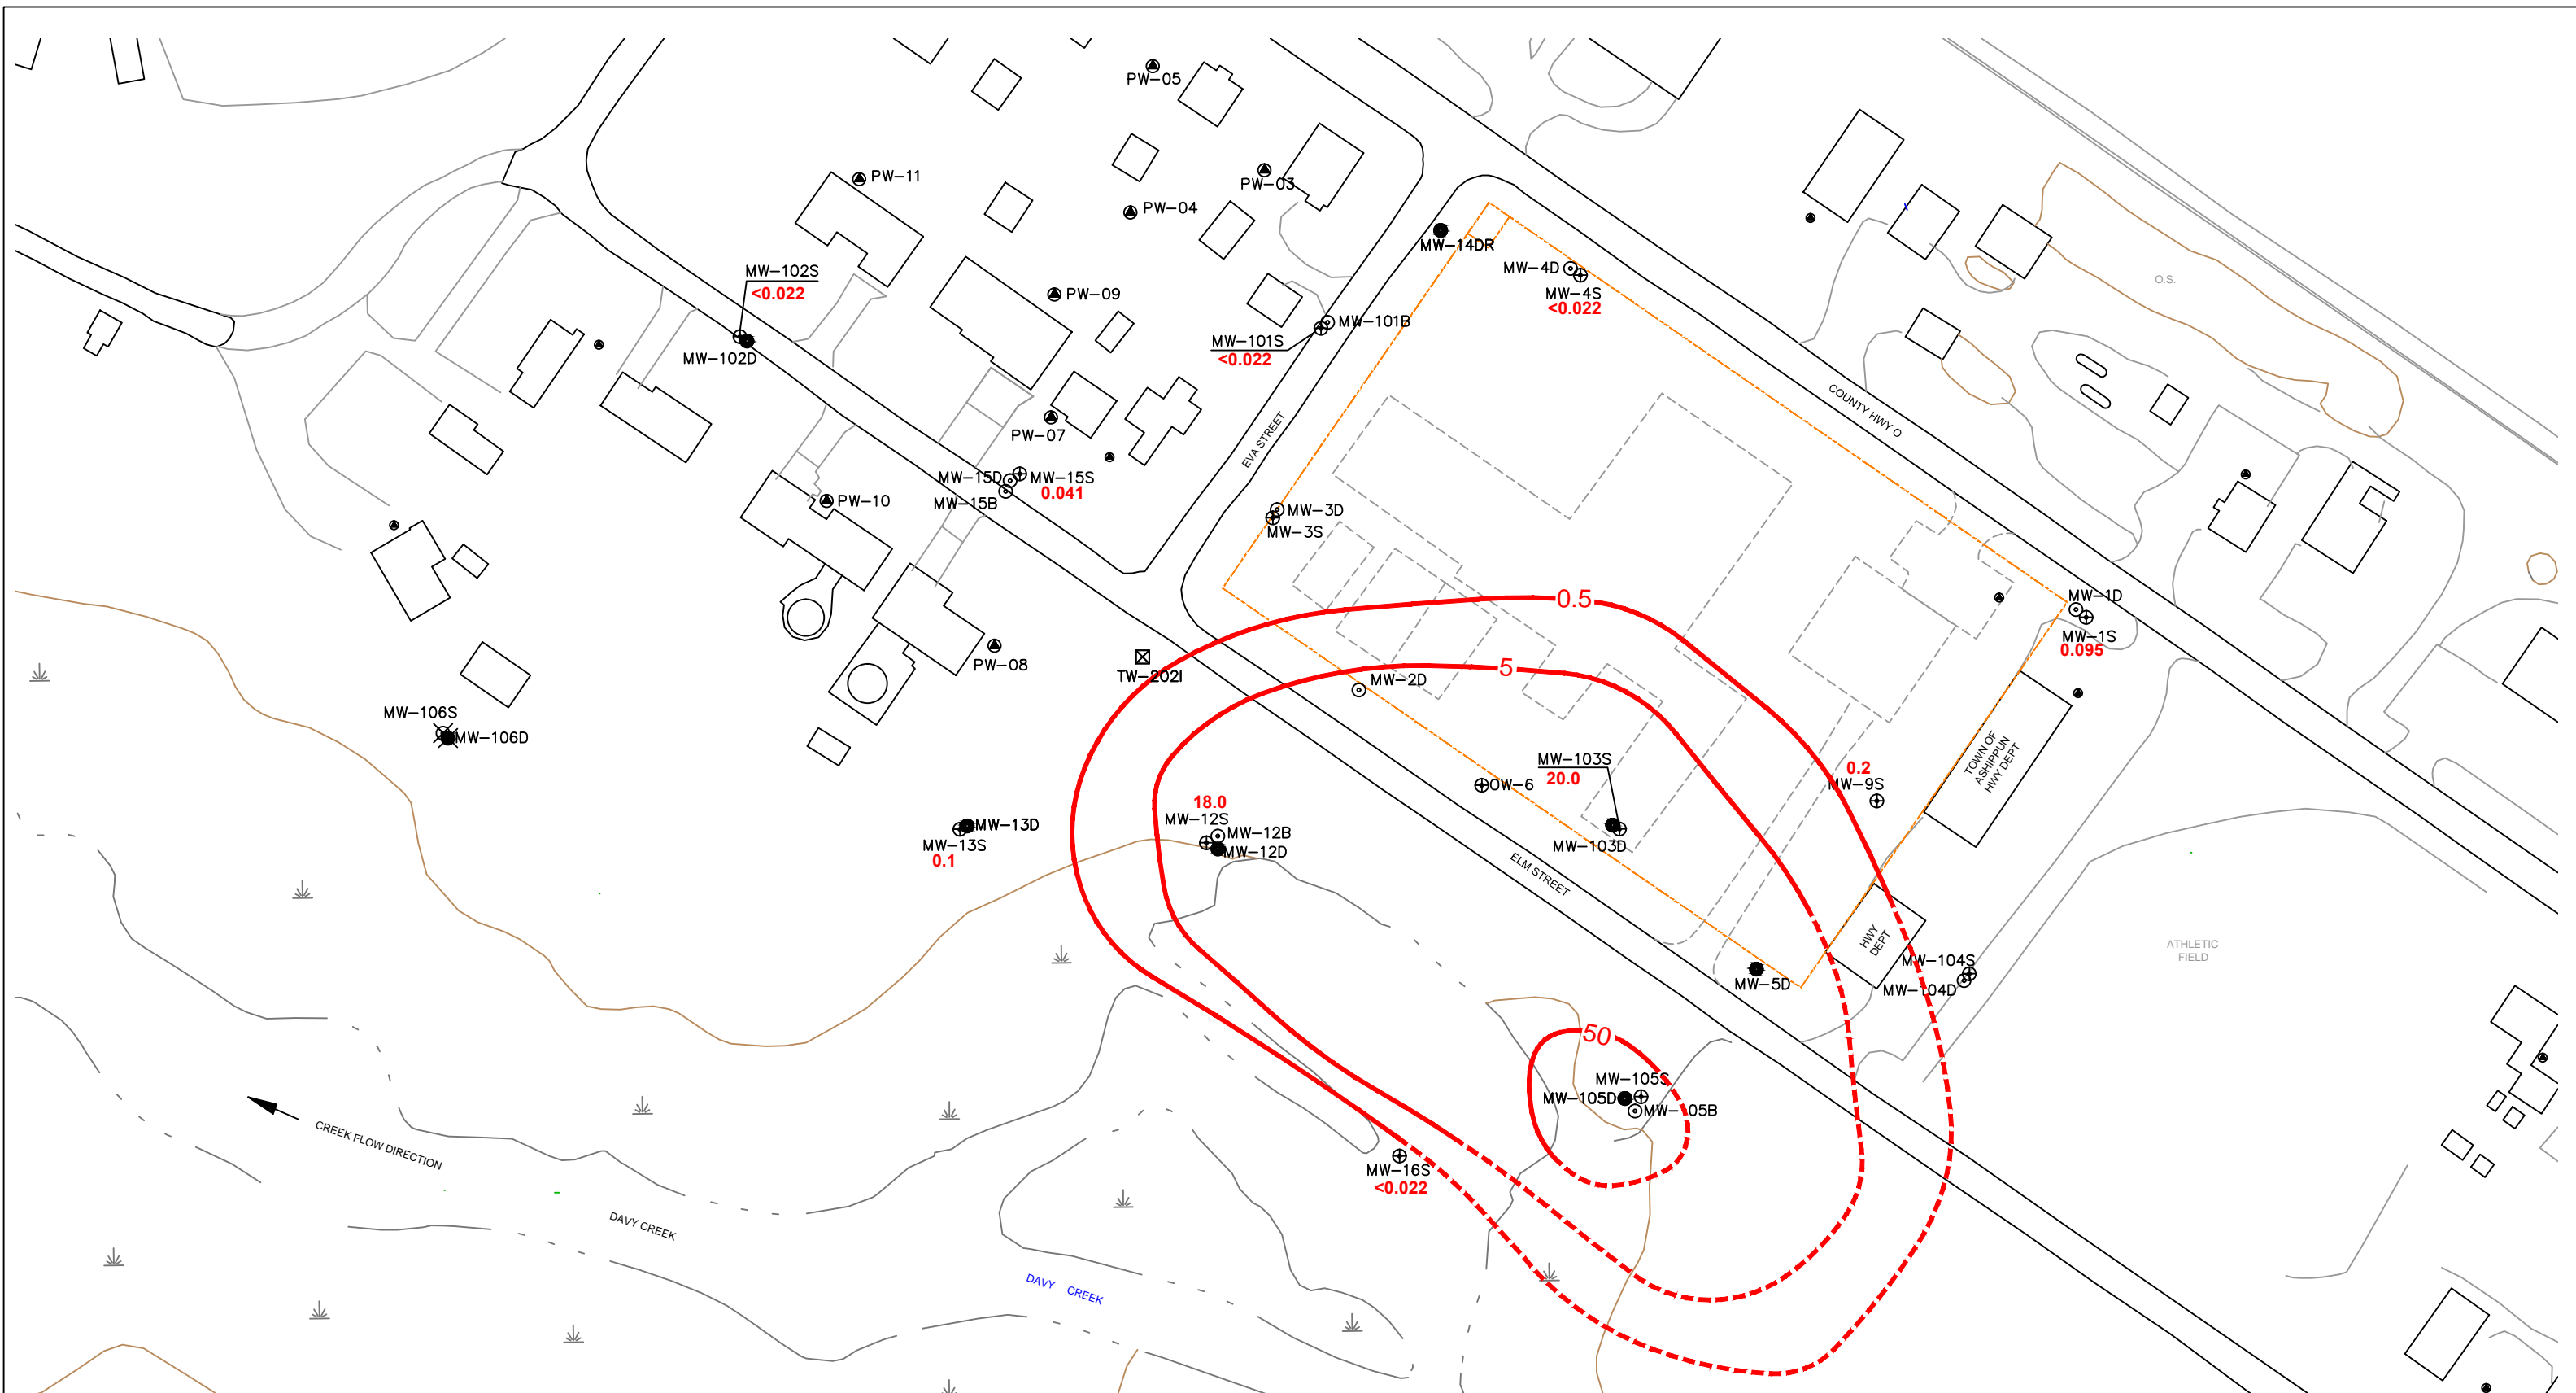 PW-05
PW-11
PW-03
PW-04
MW-14DR
MW-4D
MW-4S
<0.022
O.S.
MW-102S
<0.022
MW-102D
PW-09
MW-101B
MW-101S
<0.022
COUNTY HWY O
PW-07
EVA STREET
MW-15D
MW-15S
0.041
MW-15B
PW-10
MW-3D
MW-3S
0.5
MW-1D
MW-1S
0.095
PW-08
TW-202I
5
MW-2D
MW-106S
MW-106D
TOWN OF
ASHIPPUN
HWY DEPT
MW-103S
20.0
0.2
MW-9S
OW-6
18.0
MW-12S
MW-12B
MW-12D
MW-13D
MW-13S
0.1
MW-103D
ELM STREET
HWY
DEPT
ATHLETIC
FIELD
MW-104S
MW-104D
MW-5D
50
MW-105S
MW-105D
MW-105B
CREEK FLOW DIRECTION
MW-16S
<0.022
DAVY CREEK
DAVY CREEK